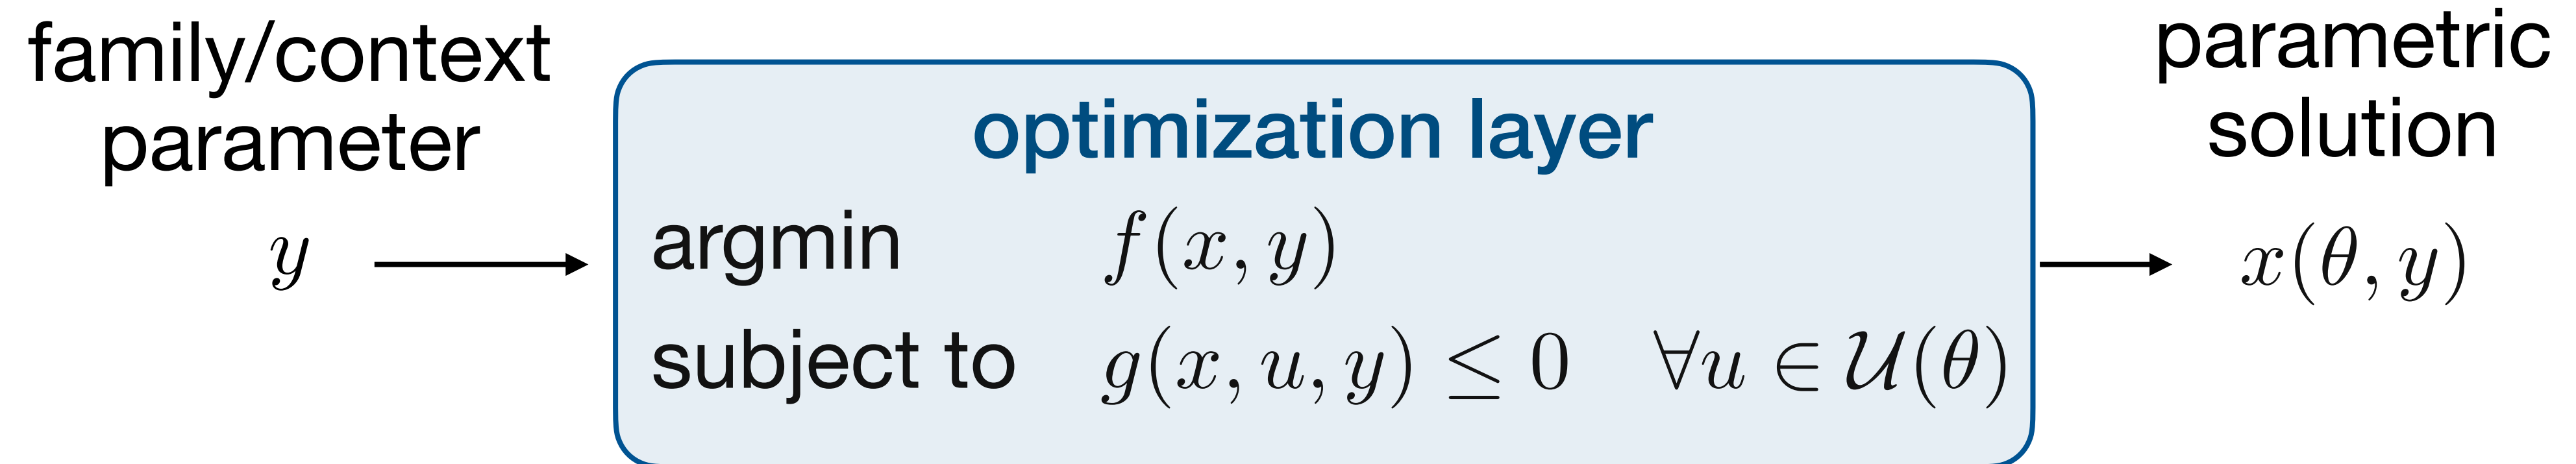 family/context
parameter
y
optimization layer
argmin f(x, y)
subject to g(x, u, y) ≤ 0 ∀u ∈ 𝒰(θ)
parametric
solution
x(θ, y)